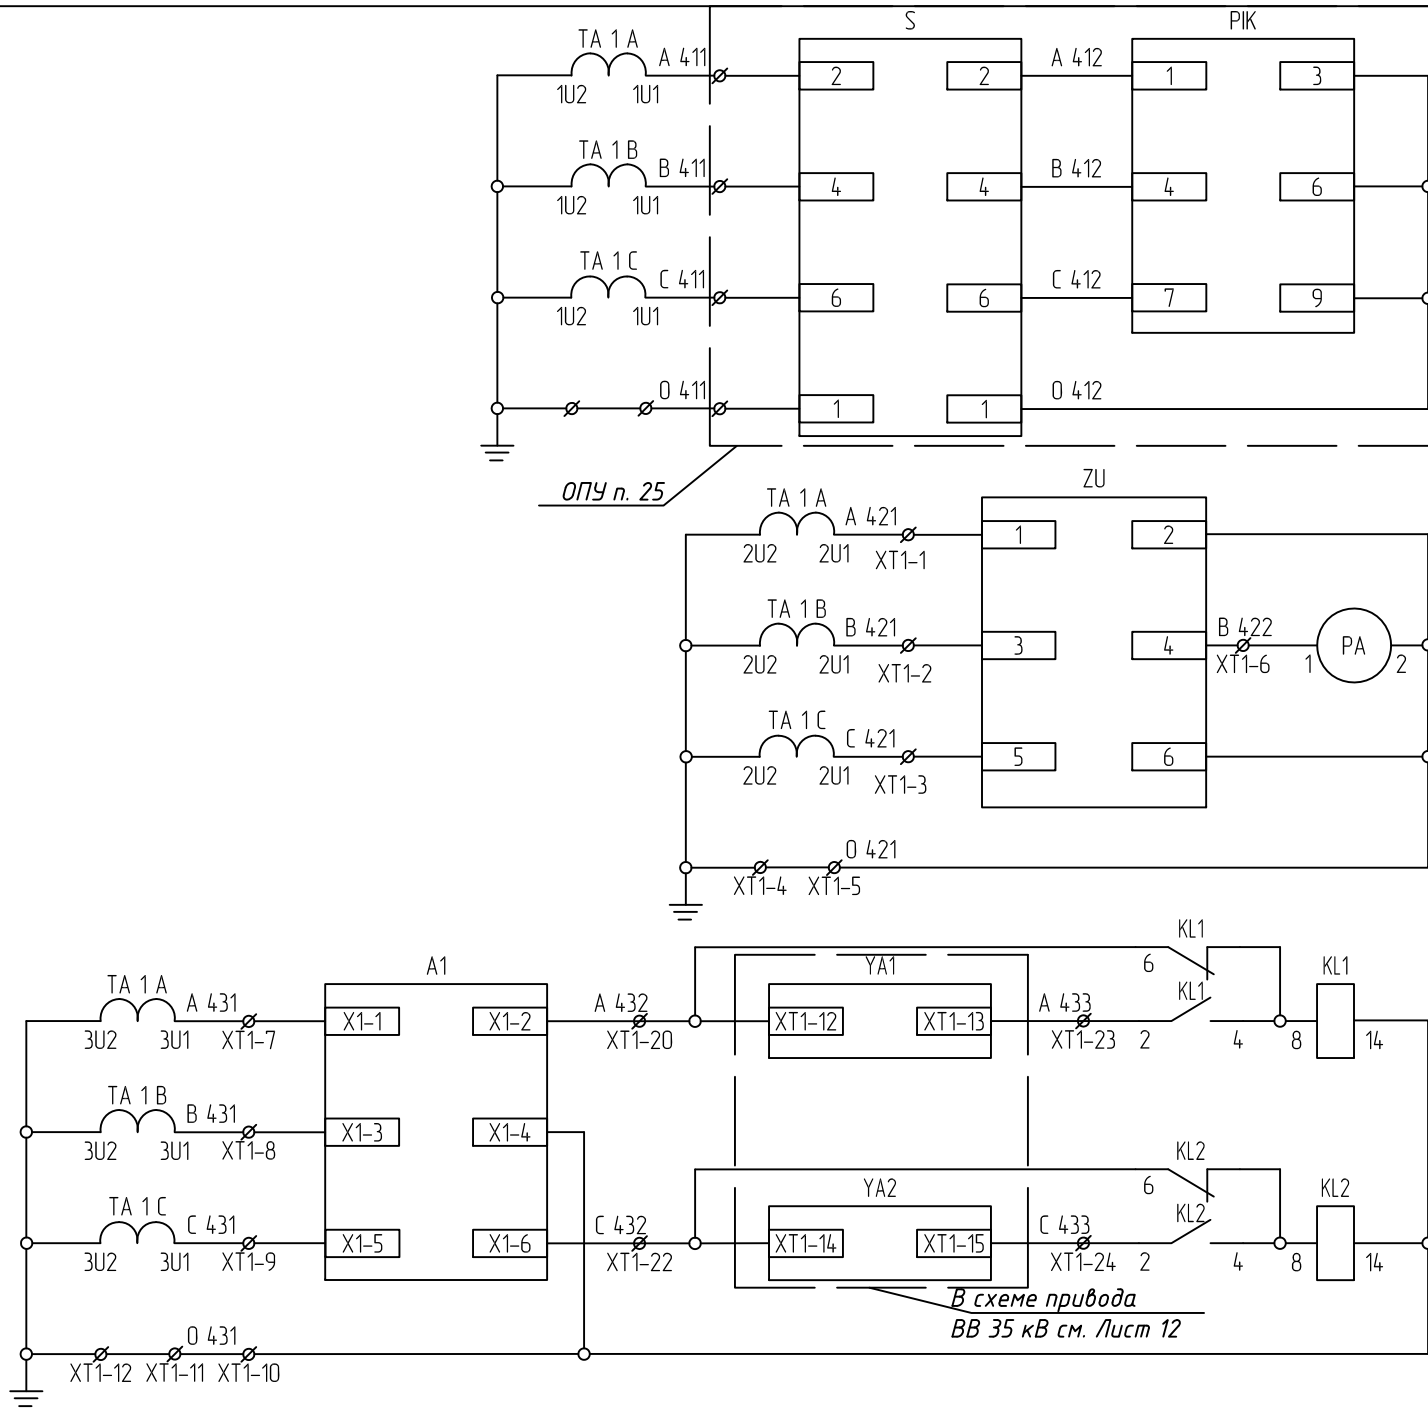 S PIK
TA 1 A A 411 2 2 A 412 1 3
1U2 1U1
TA 1 B B 411 4 4 B 412 4 6
1U2 1U1
TA 1 C C 411 6 6 C 412 7 9
1U2 1U1
O 411 1 1 O 412
ОПУ п. 25
ZU
TA 1 A A 421 1 2
2U2 2U1 XT1-1
TA 1 B B 421 3 4 B 422 PA
2U2 2U1 XT1-2 XT1-6 1 2
TA 1 C C 421 5 6
2U2 2U1 XT1-3
O 421
XT1-4 XT1-5
KL1
A1 YA1 6 KL1
TA 1 A A 431 X1-1 X1-2 A 432 XT1-12 XT1-13 A 433 KL1
3U2 3U1 XT1-7 XT1-20 XT1-23 2 4 8 14
TA 1 B B 431 X1-3 X1-4
3U2 3U1 XT1-8
KL2
YA2 6 KL2
TA 1 C C 431 X1-5 X1-6 C 432 XT1-14 XT1-15 C 433 KL2
3U2 3U1 XT1-9 XT1-22 XT1-24 2 4 8 14
В схеме привода
ВВ 35 кВ см. Лист 12
O 431
XT1-12 XT1-11 XT1-10